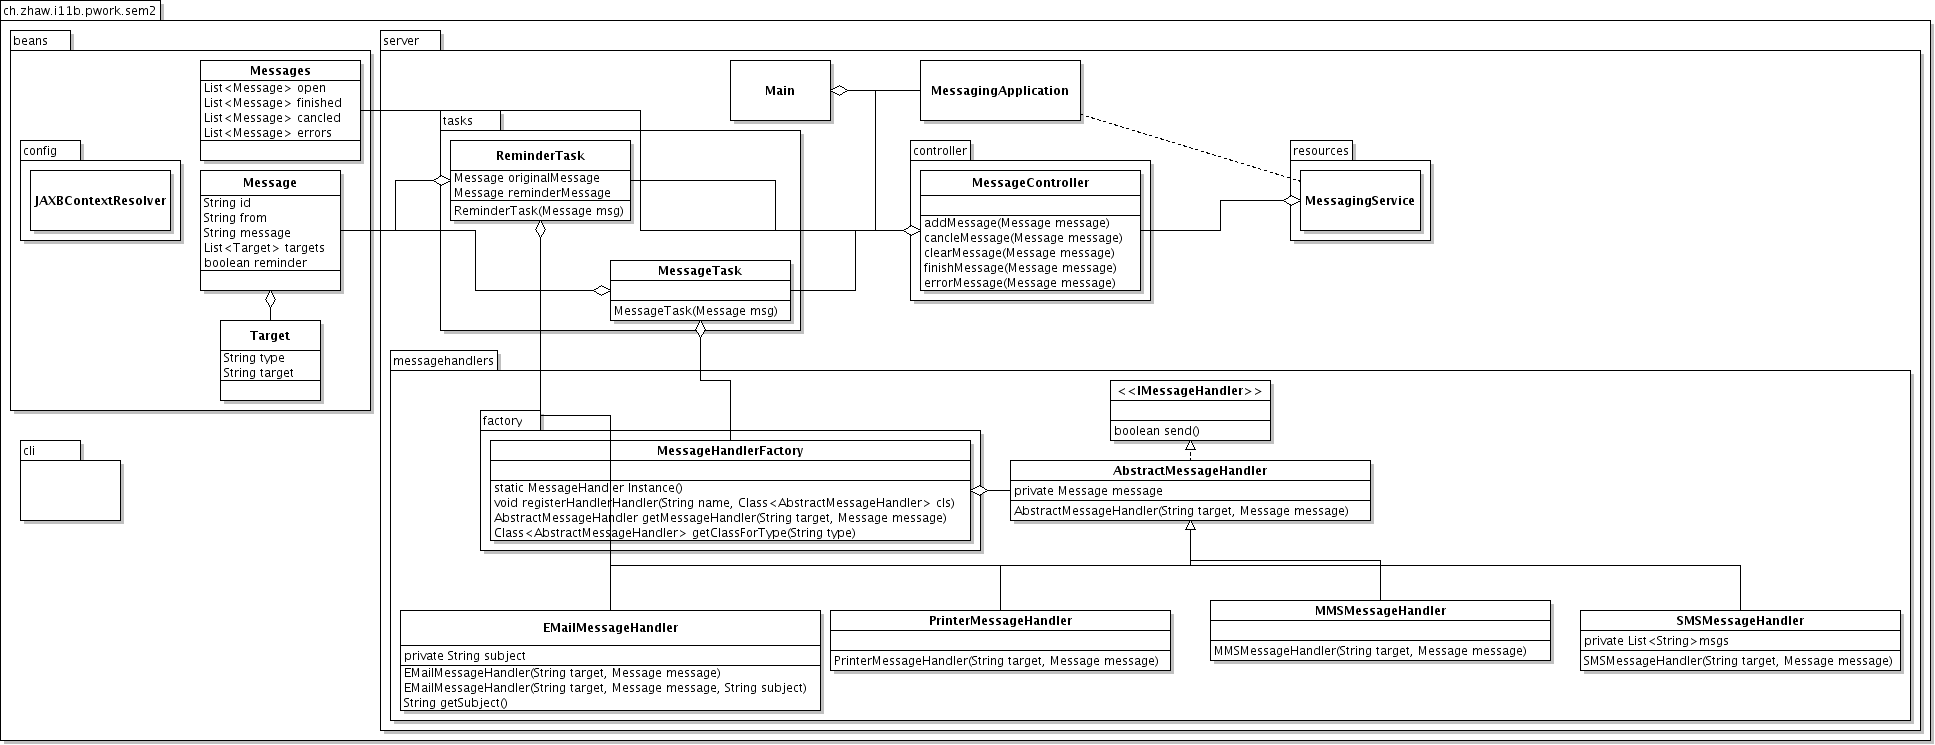 ch.zhaw.i11b.pwork.sem2
beans
Messages
List<Message> open
List<Message> finished
List<Message> cancled
List<Message> errors
config
JAXBContextResolver
Message
String id
String from
String message
List<Target> targets
boolean reminder
Target
String type
String target
cli
server
Main
MessagingApplication
tasks
ReminderTask
Message originalMessage
Message reminderMessage
ReminderTask(Message msg)
MessageTask
MessageTask(Message msg)
controller
MessageController
addMessage(Message message)
cancleMessage(Message message)
clearMessage(Message message)
finishMessage(Message message)
errorMessage(Message message)
resources
MessagingService
messagehandlers
<<IMessageHandler>>
boolean send()
factory
MessageHandlerFactory
static MessageHandler Instance()
void registerHandlerHandler(String name, Class<AbstractMessageHandler> cls)
AbstractMessageHandler getMessageHandler(String target, Message message)
Class<AbstractMessageHandler> getClassForType(String type)
AbstractMessageHandler
private Message message
AbstractMessageHandler(String target, Message message)
EMailMessageHandler
private String subject
EMailMessageHandler(String target, Message message)
EMailMessageHandler(String target, Message message, String subject)
String getSubject()
PrinterMessageHandler
PrinterMessageHandler(String target, Message message)
MMSMessageHandler
MMSMessageHandler(String target, Message message)
SMSMessageHandler
private List<String>msgs
SMSMessageHandler(String target, Message message)